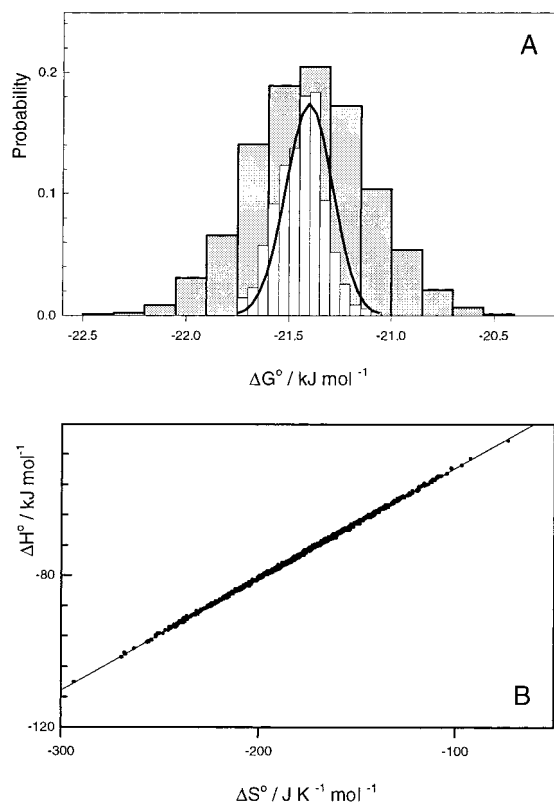 A
Probability
0.2
0.1
0.0
-22.5
-22.0
-21.5
-21.0
-20.5
ΔG° / kJ mol⁻¹
ΔH° / kJ mol⁻¹
-80
-120
B
-300
-200
-100
ΔS° / J K⁻¹ mol⁻¹